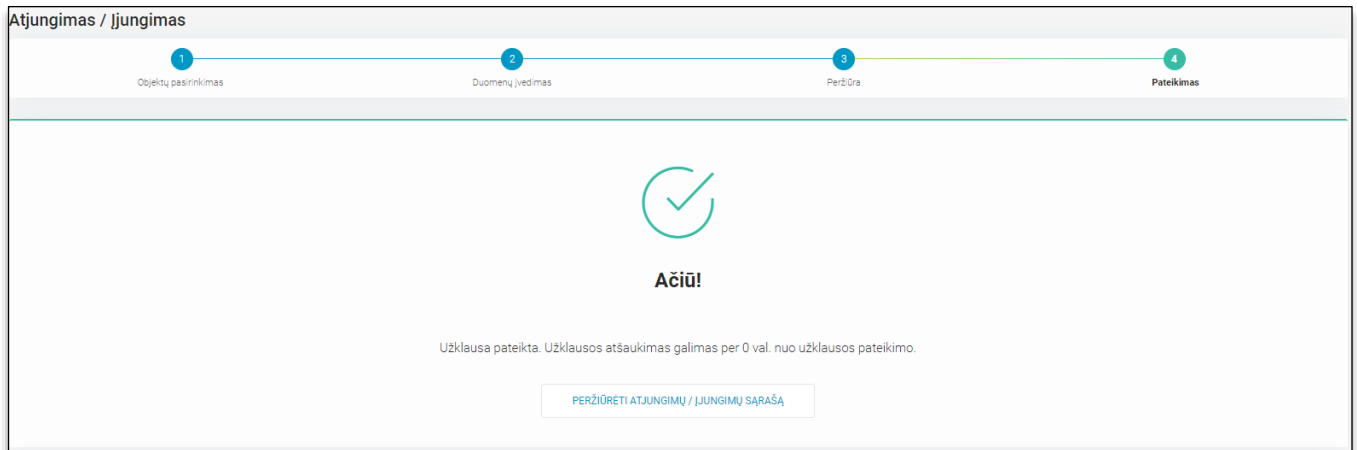 Atjungimas / Įjungimas
1
2
3
4
Objektų pasirinkimas
Duomenų įvedimas
Peržiūra
Pateikimas
Ačiū!
Užklausa pateikta. Užklausos atšaukimas galimas per 0 val. nuo užklausos pateikimo.
PERŽIŪRĖTI ATJUNGIMŲ / ĮJUNGIMŲ SĄRAŠĄ